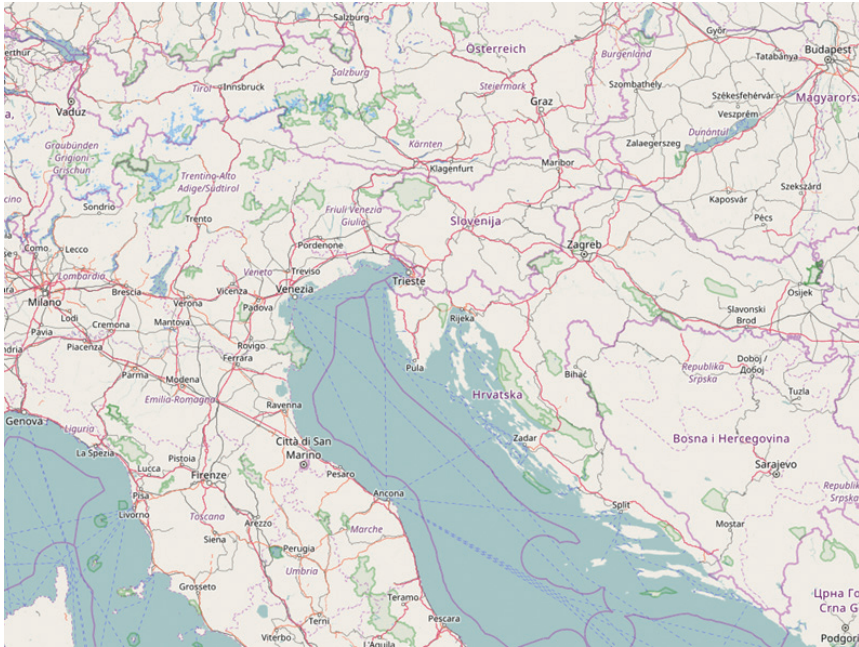 Salzburg
Győr
Budapest
Österreich
Burgenland
Tatabánya
Salzburg
Tirol
Innsbruck
Steiermark
Szombathely
Székesfehérvár
Magyarorsz
Vaduz
Graz
Veszprém
Dunántúl
Graubünden
Grigioni
Grischun
Kärnten
Zalaegerszeg
Klagenfurt
Maribor
Trentino-Alto
Adige/Südtirol
Szekszárd
Kaposvár
Sondrio
Friuli Venezia
Giulia
Slovenija
Pécs
Trento
Pordenone
Zagreb
Como
Lecco
Lombardia
Veneto
Treviso
Trieste
Milano
Brescia
Verona
Vicenza
Venezia
Padova
Osijek
Lodi
Cremona
Mantova
Rijeka
Slavonski
Brod
Pavia
Piacenza
Rovigo
Ferrara
Parma
Modena
Pula
Bihać
Republika
Srpska
Doboj /
Добој
Tuzla
Emilia-Romagna
Ravenna
Hrvatska
Genova
Liguria
La Spezia
Città di San
Marino
Zadar
Bosna i Hercegovina
Lucca
Pistoia
Firenze
Pesaro
Sarajevo
Pisa
Livorno
Ancona
Republik
Srpska
Toscana
Arezzo
Marche
Split
Siena
Perugia
Mostar
Umbria
Grosseto
Teramo
Црна Го
Crna G
Terni
Pescara
Viterbo
L'Aquila
Podgori